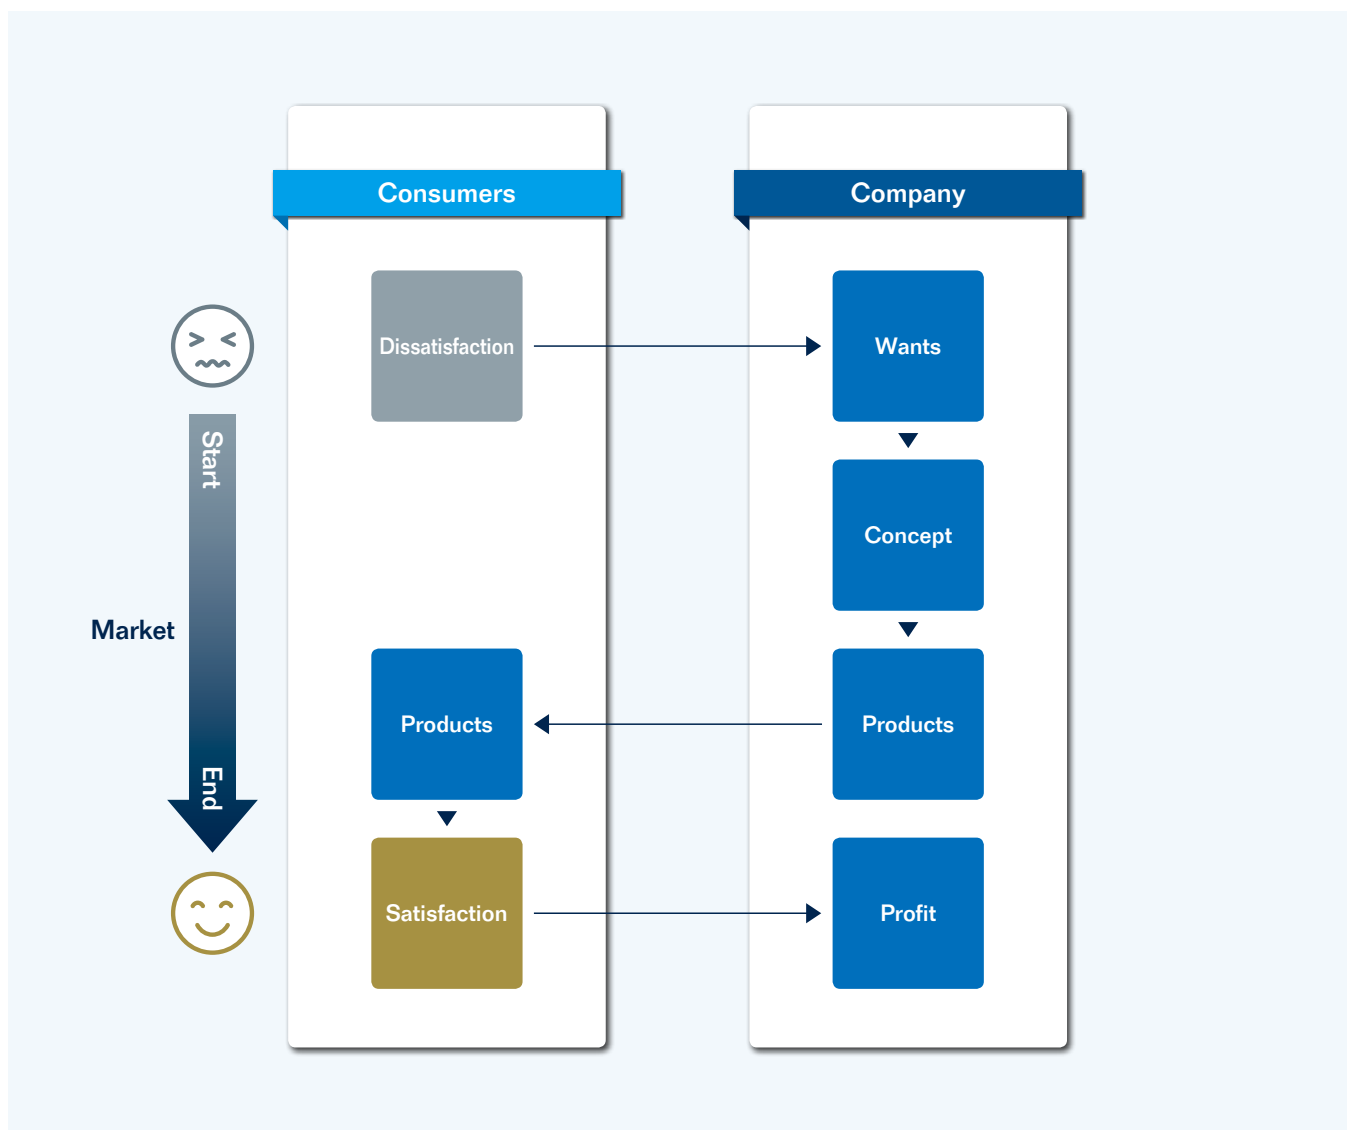 Consumers
Company
Dissatisfaction
Wants
Start
Concept
Market
Products
Products
End
Satisfaction
Profit